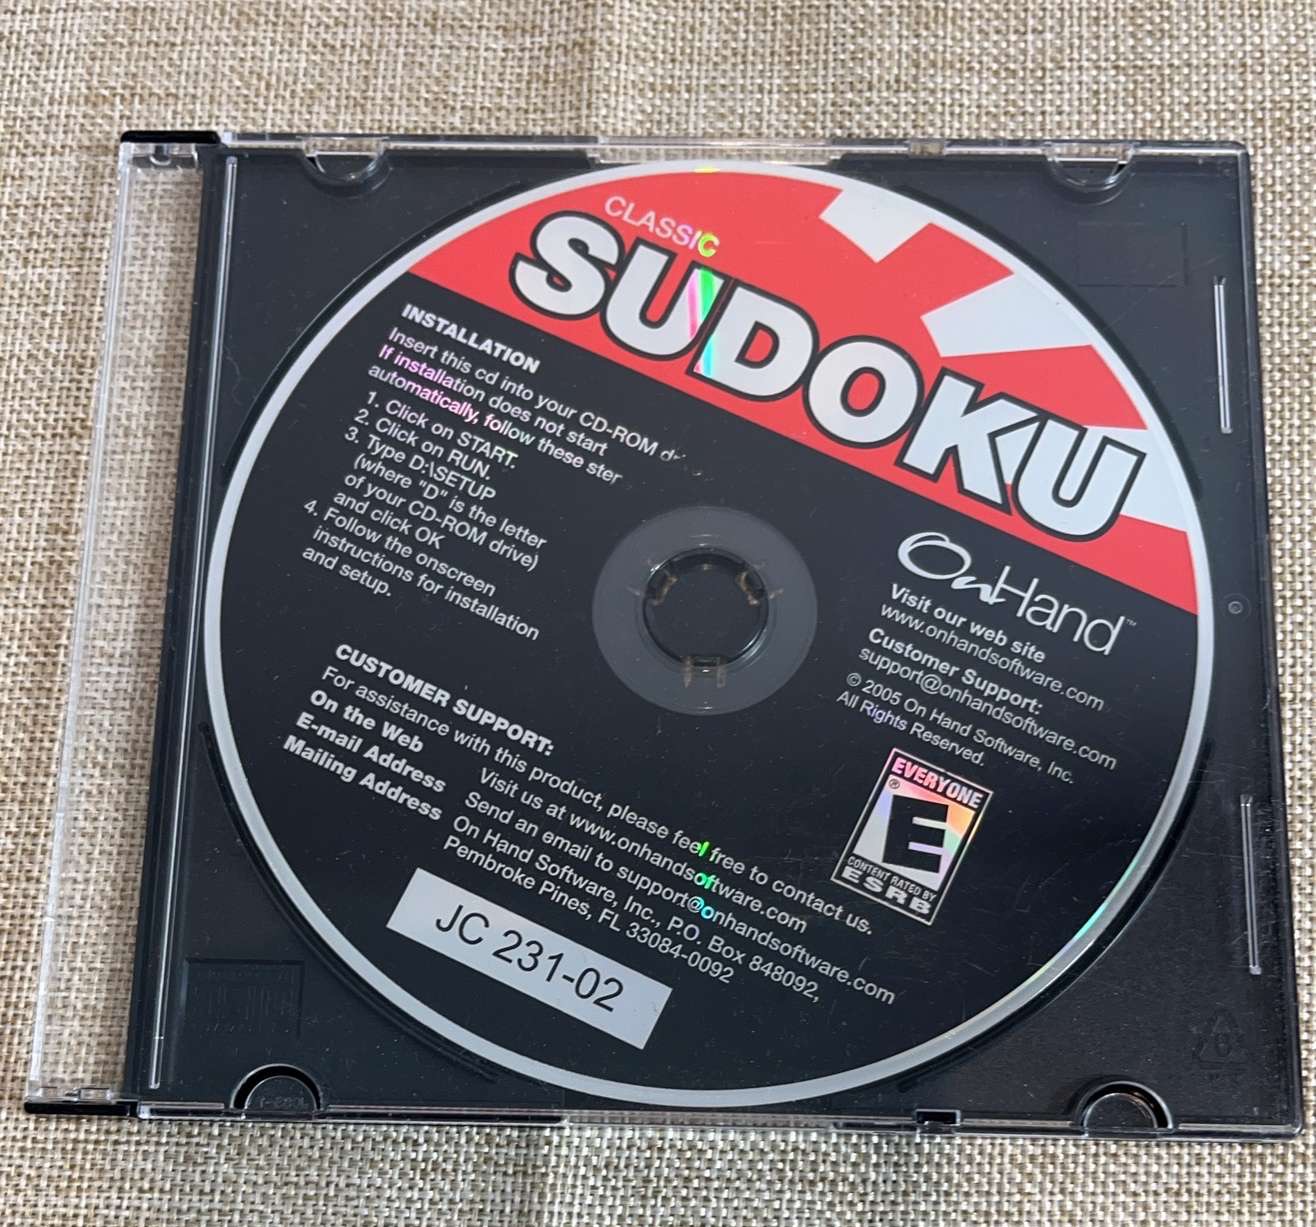 CLASSIC
SUDOKU
INSTALLATION
Insert this cd into your CD-ROM
If installation does not start
automatically, follow these
1. Click on START.
2. Click on RUN.
3. Type D:\SETUP
(where "D" is the letter
of your CD-ROM drive)
and click OK
4. Follow the onscreen
instructions for installation
and setup.
OnHand™
Visit our web site
www.onhandsoftware.com
Customer Support:
support@onhandsoftware.com
© 2005 On Hand Software, Inc.
All Rights Reserved.
EVERYONE
E ®
CONTENT RATED BY
ESRB
CUSTOMER SUPPORT:
For assistance with this product, please feel free to contact us.
On the Web Visit us at www.onhandsoftware.com
E-mail Address Send an email to support@onhandsoftware.com
Mailing Address On Hand Software, Inc., P.O. Box 848092,
Pembroke Pines, FL 33084-0092
JC 231-02